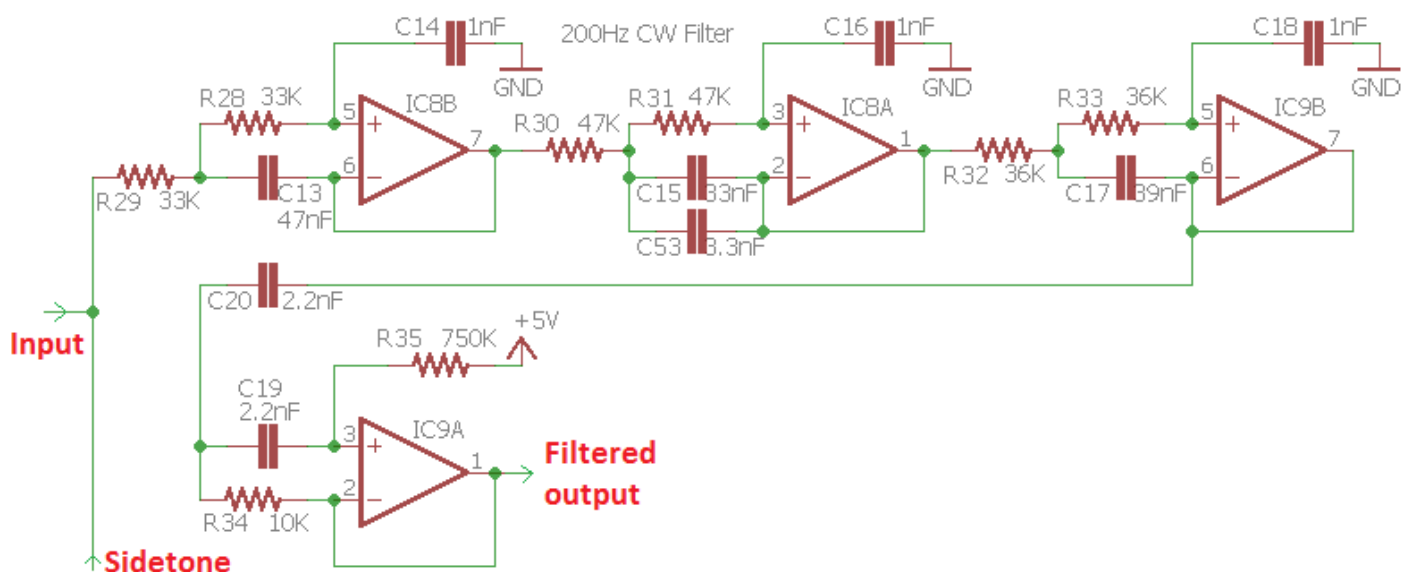 C14 1nF
200Hz CW Filter
C16 1nF
C18 1nF
GND
GND
GND
R28 33K
5
+
IC8B
7
6
−
R29 33K
C13
47nF
R30 47K
R31 47K
3
+
IC8A
1
2
−
C15 33nF
C53 3.3nF
R32 36K
R33 36K
5
+
IC9B
7
6
−
C17 39nF
C20 2.2nF
Input
R35 750K
+5V
C19
2.2nF
3
+
IC9A
1
2
−
R34 10K
Filtered
output
Sidetone